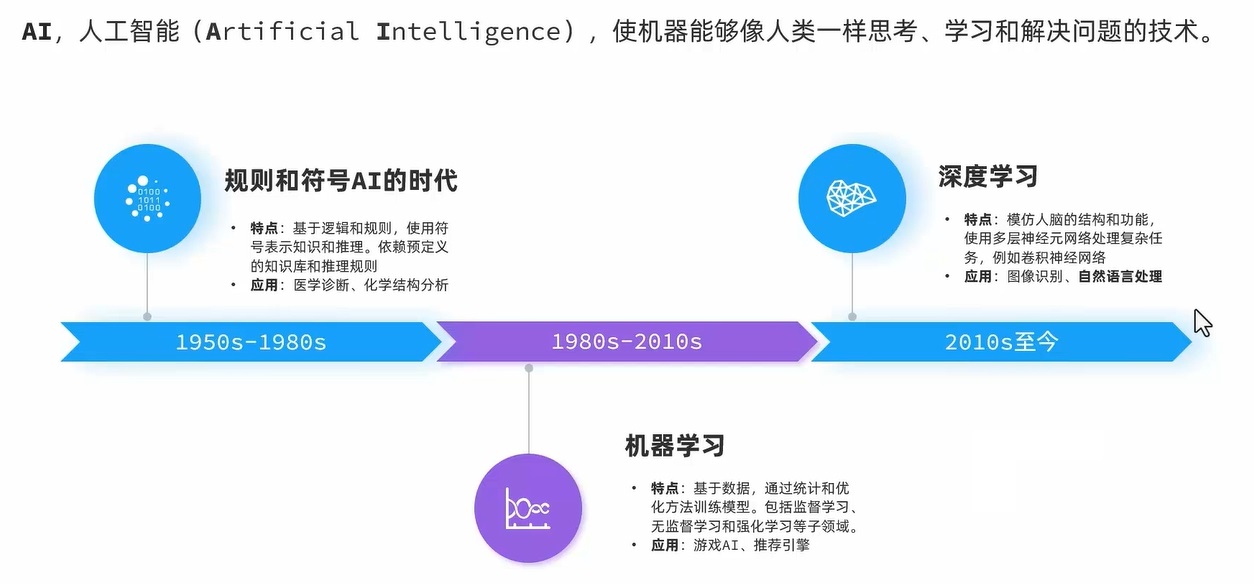 AI，人工智能（Artificial Intelligence），使机器能够像人类一样思考、学习和解决问题的技术。
0100
1011
0100
规则和符号AI的时代
• 特点：基于逻辑和规则，使用符
号表示知识和推理。依赖预定义
的知识库和推理规则
• 应用：医学诊断、化学结构分析
深度学习
• 特点：模仿人脑的结构和功能，
使用多层神经元网络处理复杂任
务，例如卷积神经网络
• 应用：图像识别、自然语言处理
1950s-1980s
1980s-2010s
2010s至今
机器学习
• 特点：基于数据，通过统计和优
化方法训练模型。包括监督学习、
无监督学习和强化学习等子领域。
• 应用：游戏AI、推荐引擎